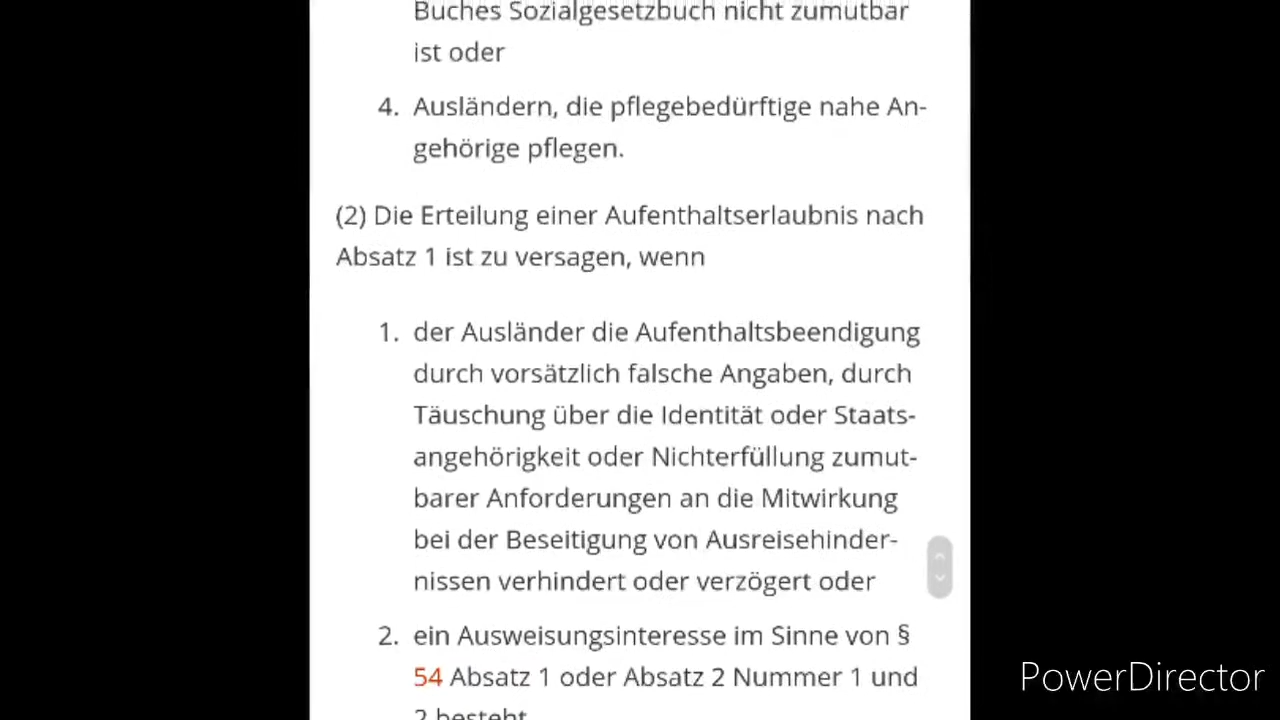 Buches Sozialgesetzbuch nicht zumutbar
ist oder
4. Ausländern, die pflegebedürftige nahe An-
gehörige pflegen.
(2) Die Erteilung einer Aufenthaltserlaubnis nach
Absatz 1 ist zu versagen, wenn
1. der Ausländer die Aufenthaltsbeendigung
durch vorsätzlich falsche Angaben, durch
Täuschung über die Identität oder Staats-
angehörigkeit oder Nichterfüllung zumut-
barer Anforderungen an die Mitwirkung
bei der Beseitigung von Ausreisehinder-
nissen verhindert oder verzögert oder
2. ein Ausweisungsinteresse im Sinne von §
54 Absatz 1 oder Absatz 2 Nummer 1 und
2 besteht
PowerDirector